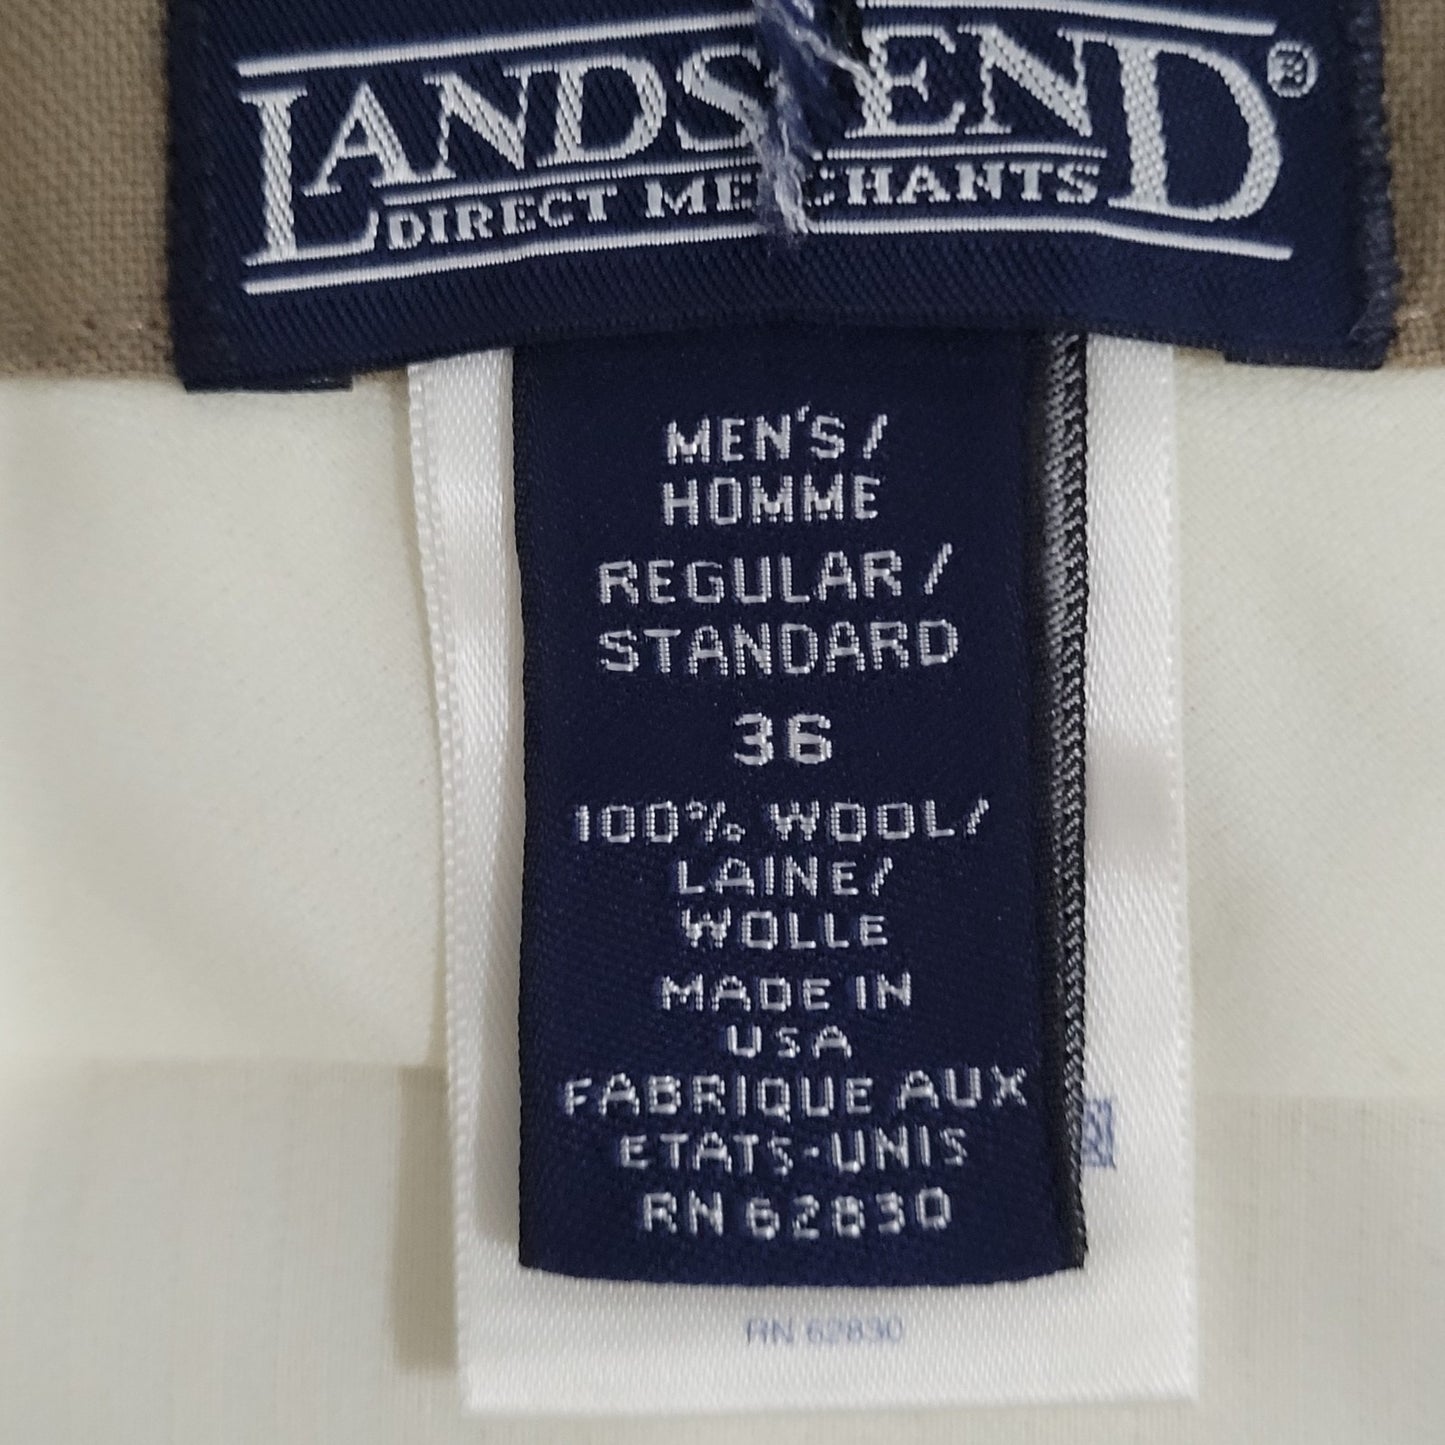 LANDS' END®
DIRECT MERCHANTS
MEN'S/
HOMME
REGULAR/
STANDARD
36
100% WOOL/
LAINE/
WOLLE
MADE IN
USA
FABRIQUE AUX
ETATS-UNIS
RN 62830
RN 62830